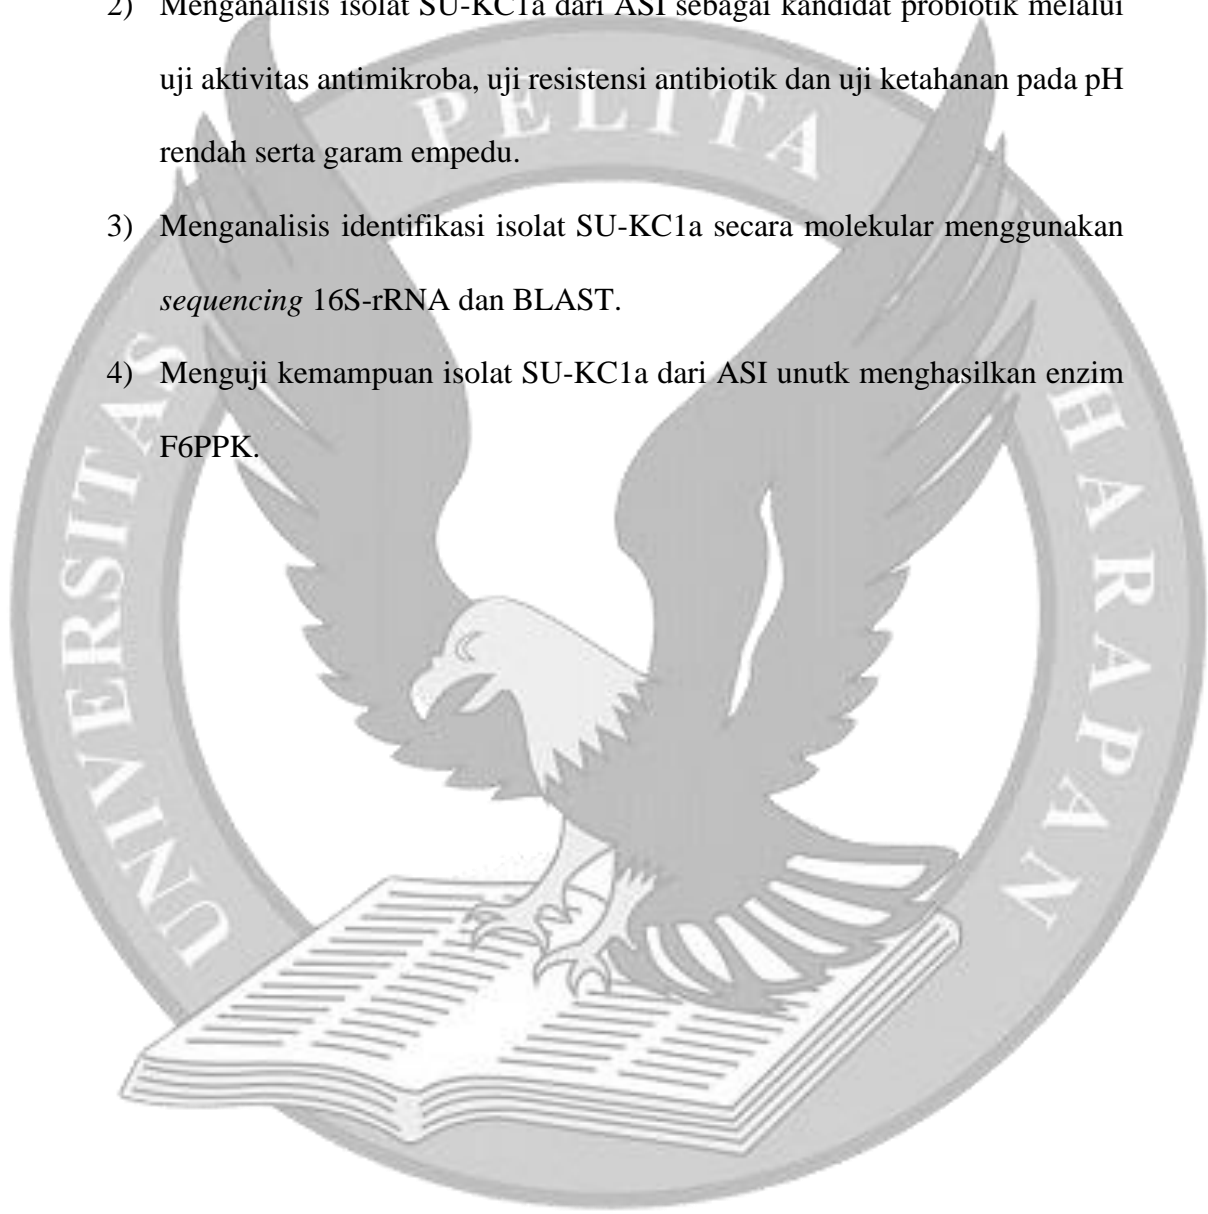 2) Menganalisis isolat SU-KC1a dari ASI sebagai kandidat probiotik melalui
uji aktivitas antimikroba, uji resistensi antibiotik dan uji ketahanan pada pH
rendah serta garam empedu.
3) Menganalisis identifikasi isolat SU-KC1a secara molekular menggunakan
sequencing 16S-rRNA dan BLAST.
4) Menguji kemampuan isolat SU-KC1a dari ASI unutk menghasilkan enzim
F6PPK.
UNIVERSITAS PELITA HARAPAN